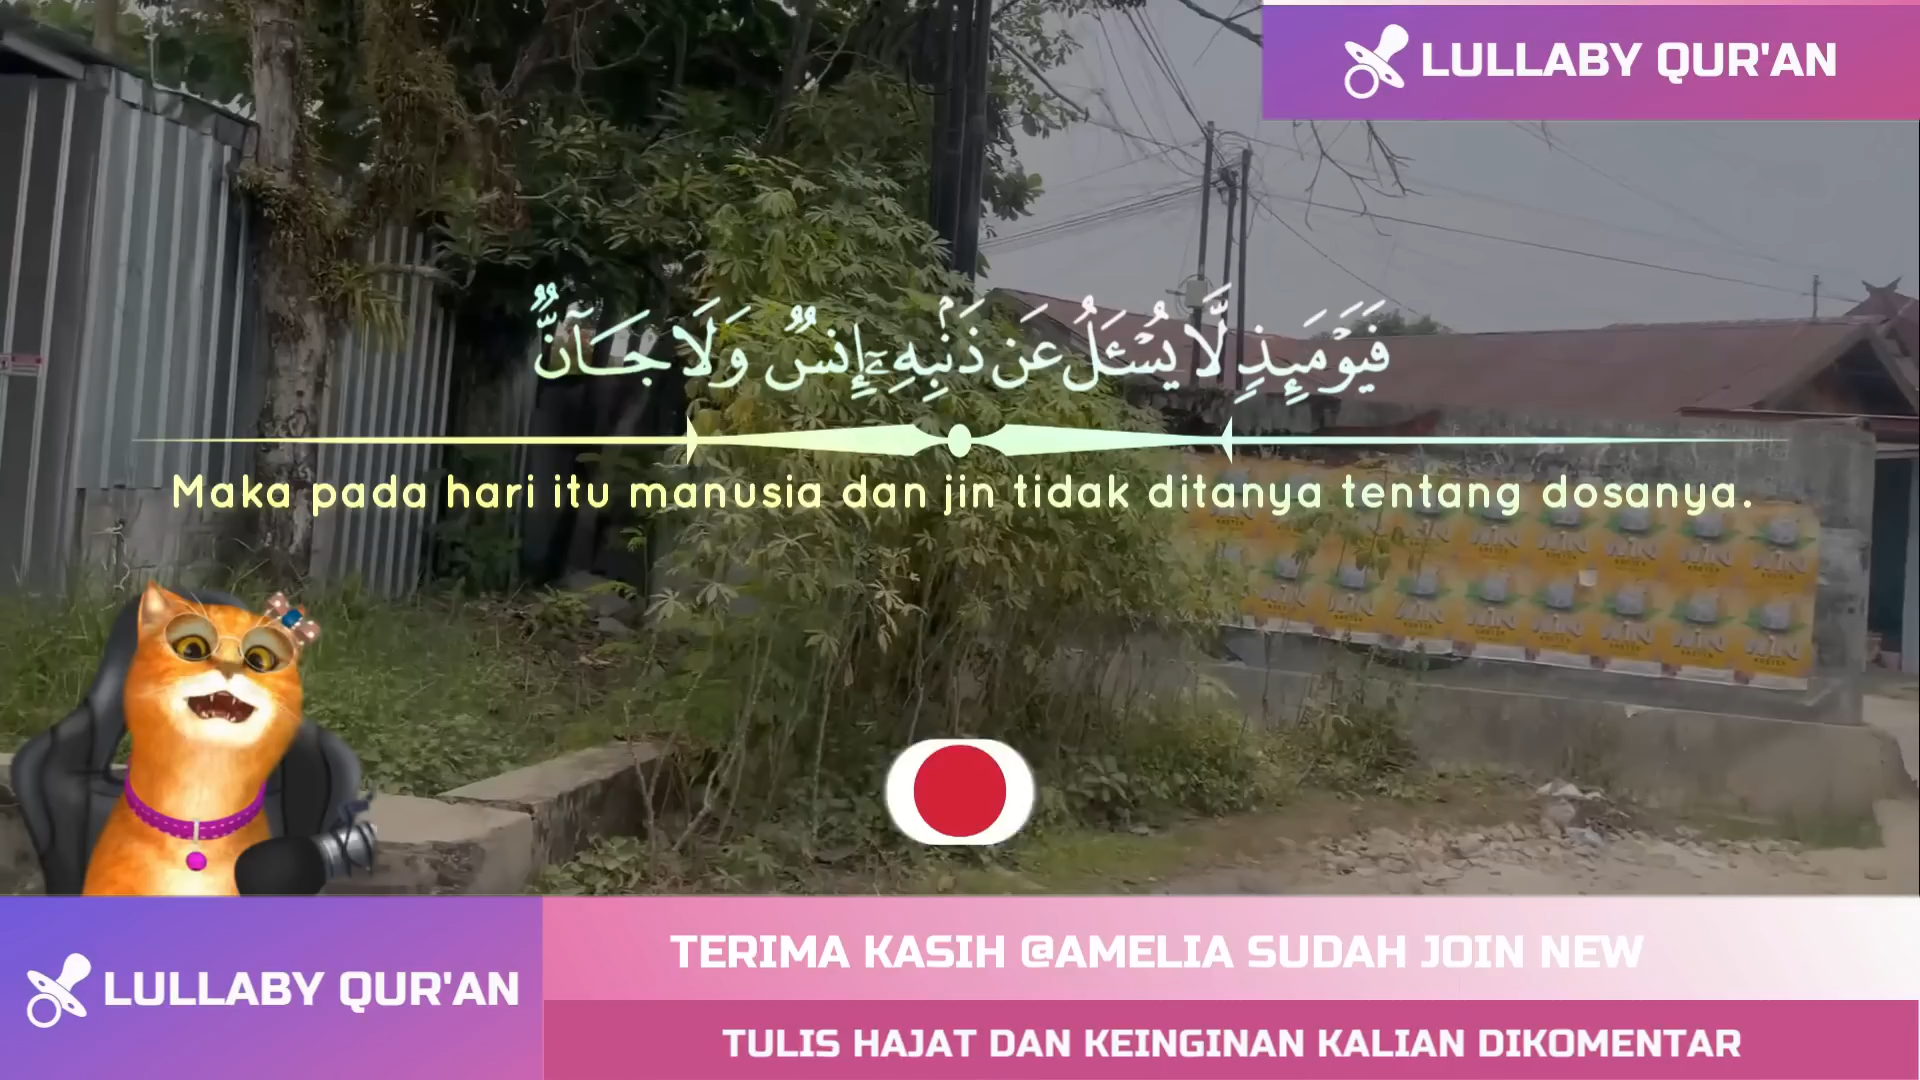 LULLABY QUR'AN
فَيَوْمَئِذٍ لَّا يُسْـَٔلُ عَن ذَنۢبِهِۦٓ إِنسٌ وَلَا جَآنٌّ
Maka pada hari itu manusia dan jin tidak ditanya tentang dosanya.
LULLABY QUR'AN
TERIMA KASIH @AMELIA SUDAH JOIN NEW
TULIS HAJAT DAN KEINGINAN KALIAN DIKOMENTAR